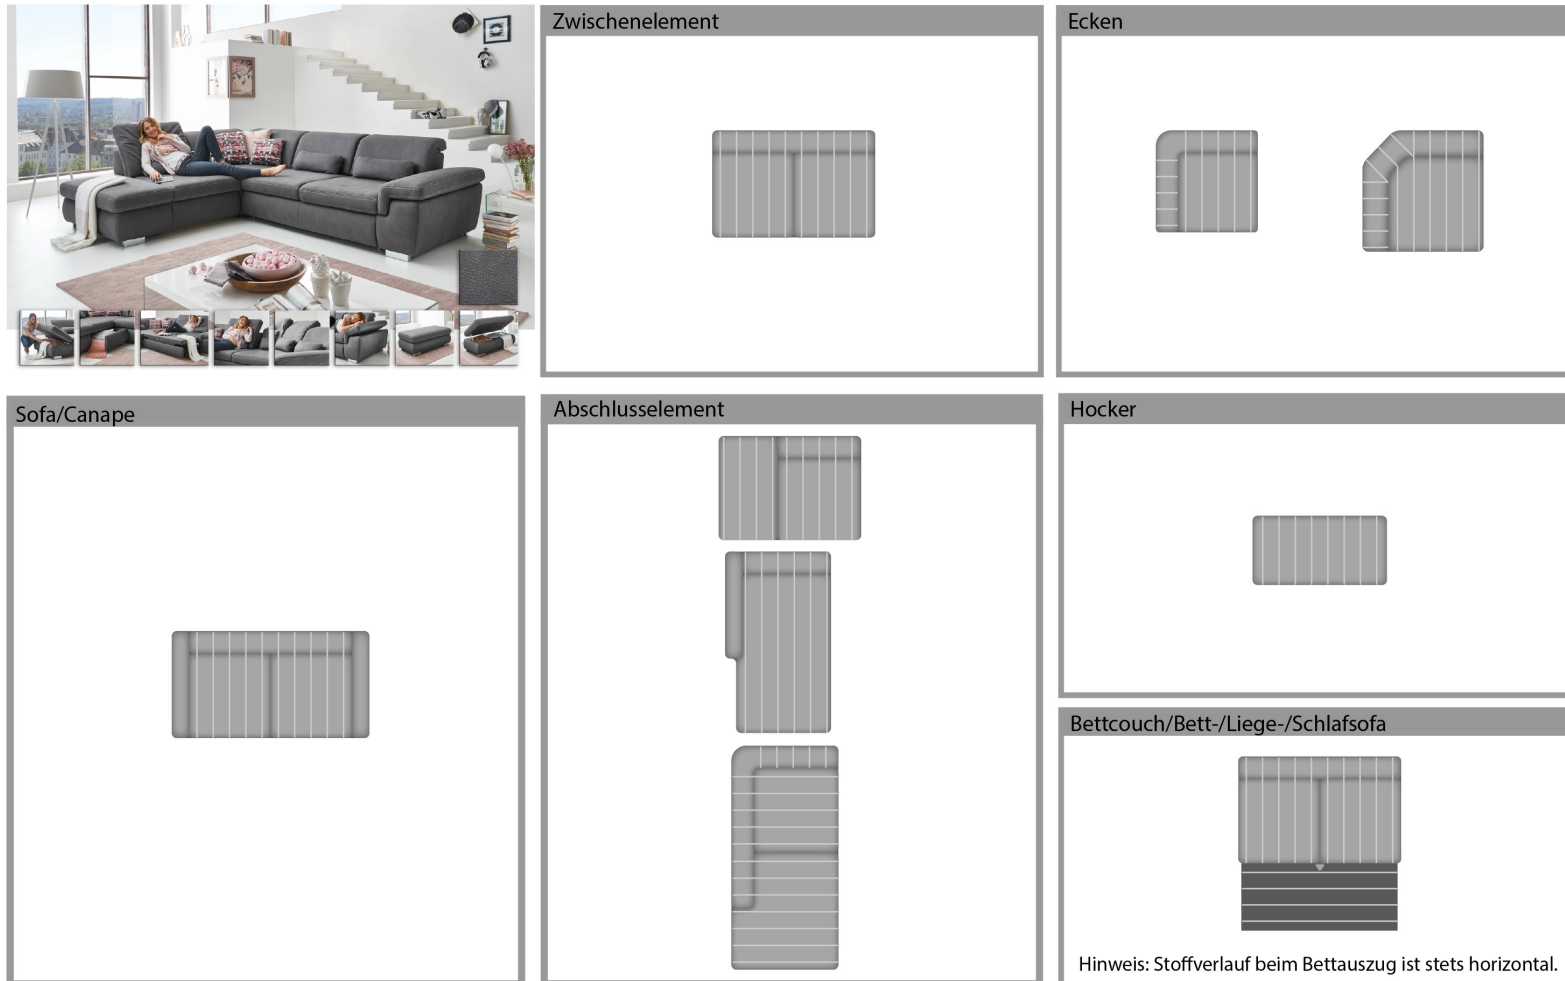 Zwischenelement
Ecken
Sofa/Canape
Abschlusselement
Hocker
Bettcouch/Bett-/Liege-/Schlafsofa
Hinweis: Stoffverlauf beim Bettauszug ist stets horizontal.